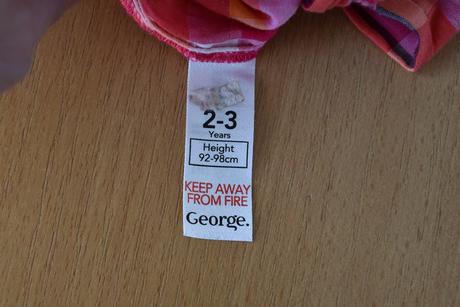 2-3
Years
Height
92-98cm
KEEP AWAY
FROM FIRE
George.